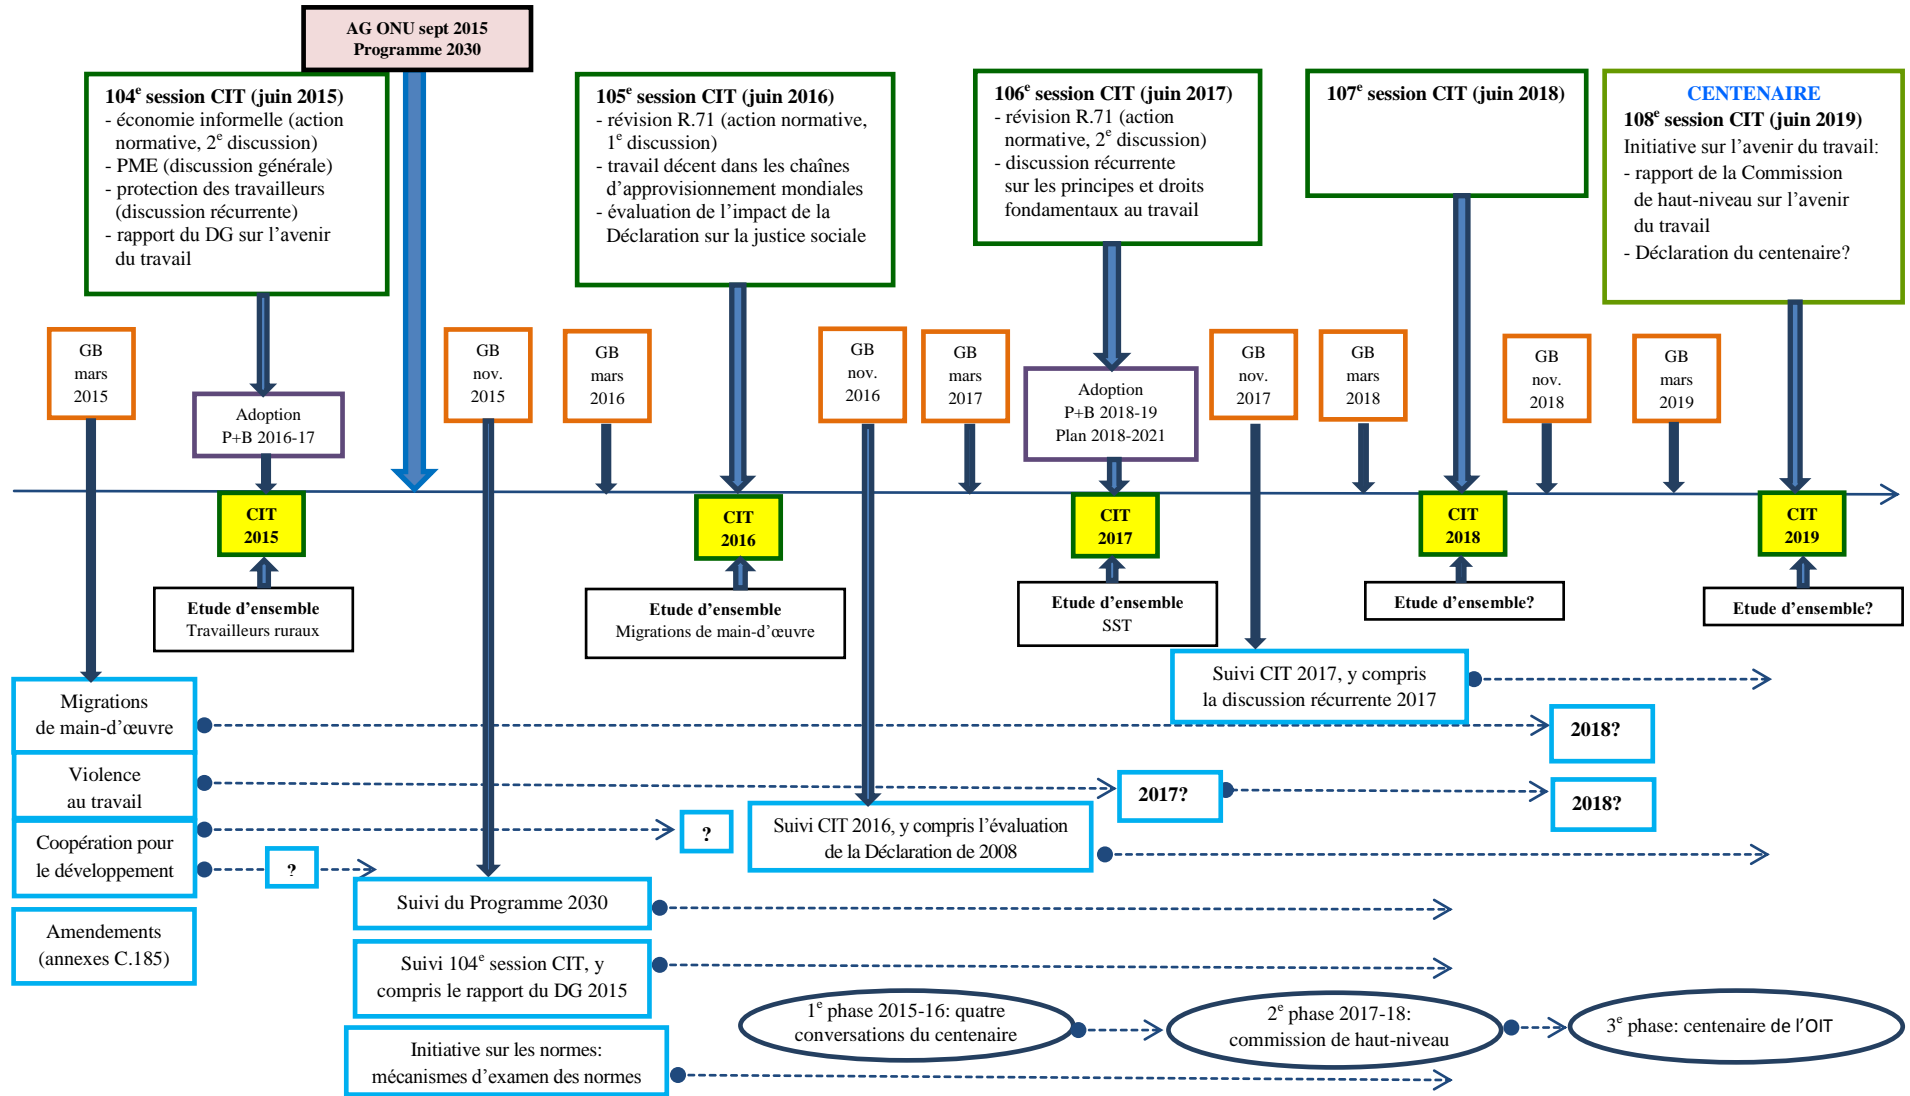 AG ONU sept 2015
Programme 2030
104e session CIT (juin 2015)
- économie informelle (action
normative, 2e discussion)
- PME (discussion générale)
- protection des travailleurs
(discussion récurrente)
- rapport du DG sur l’avenir
du travail
105e session CIT (juin 2016)
- révision R.71 (action normative,
1e discussion)
- travail décent dans les chaînes
d’approvisionnement mondiales
- évaluation de l’impact de la
Déclaration sur la justice sociale
106e session CIT (juin 2017)
- révision R.71 (action
normative, 2e discussion)
- discussion récurrente
sur les principes et droits
fondamentaux au travail
107e session CIT (juin 2018)
CENTENAIRE
108e session CIT (juin 2019)
Initiative sur l’avenir du travail:
- rapport de la Commission
de haut-niveau sur l’avenir
du travail
- Déclaration du centenaire?
GB
mars
2015
Adoption
P+B 2016-17
GB
nov.
2015
GB
mars
2016
GB
nov.
2016
GB
mars
2017
Adoption
P+B 2018-19
Plan 2018-2021
GB
nov.
2017
GB
mars
2018
GB
nov.
2018
GB
mars
2019
CIT
2015
CIT
2016
CIT
2017
CIT
2018
CIT
2019
Etude d’ensemble
Travailleurs ruraux
Etude d’ensemble
Migrations de main-d’œuvre
Etude d’ensemble
SST
Etude d’ensemble?
Etude d’ensemble?
Migrations
de main-d’œuvre
Suivi CIT 2017, y compris
la discussion récurrente 2017
2018?
Violence
au travail
2017?
2018?
Coopération pour
le développement
?
?
Suivi CIT 2016, y compris l’évaluation
de la Déclaration de 2008
Amendements
(annexes C.185)
Suivi du Programme 2030
Suivi 104e session CIT, y
compris le rapport du DG 2015
Initiative sur les normes:
mécanismes d’examen des normes
1e phase 2015-16: quatre
conversations du centenaire
2e phase 2017-18:
commission de haut-niveau
3e phase: centenaire de l’OIT